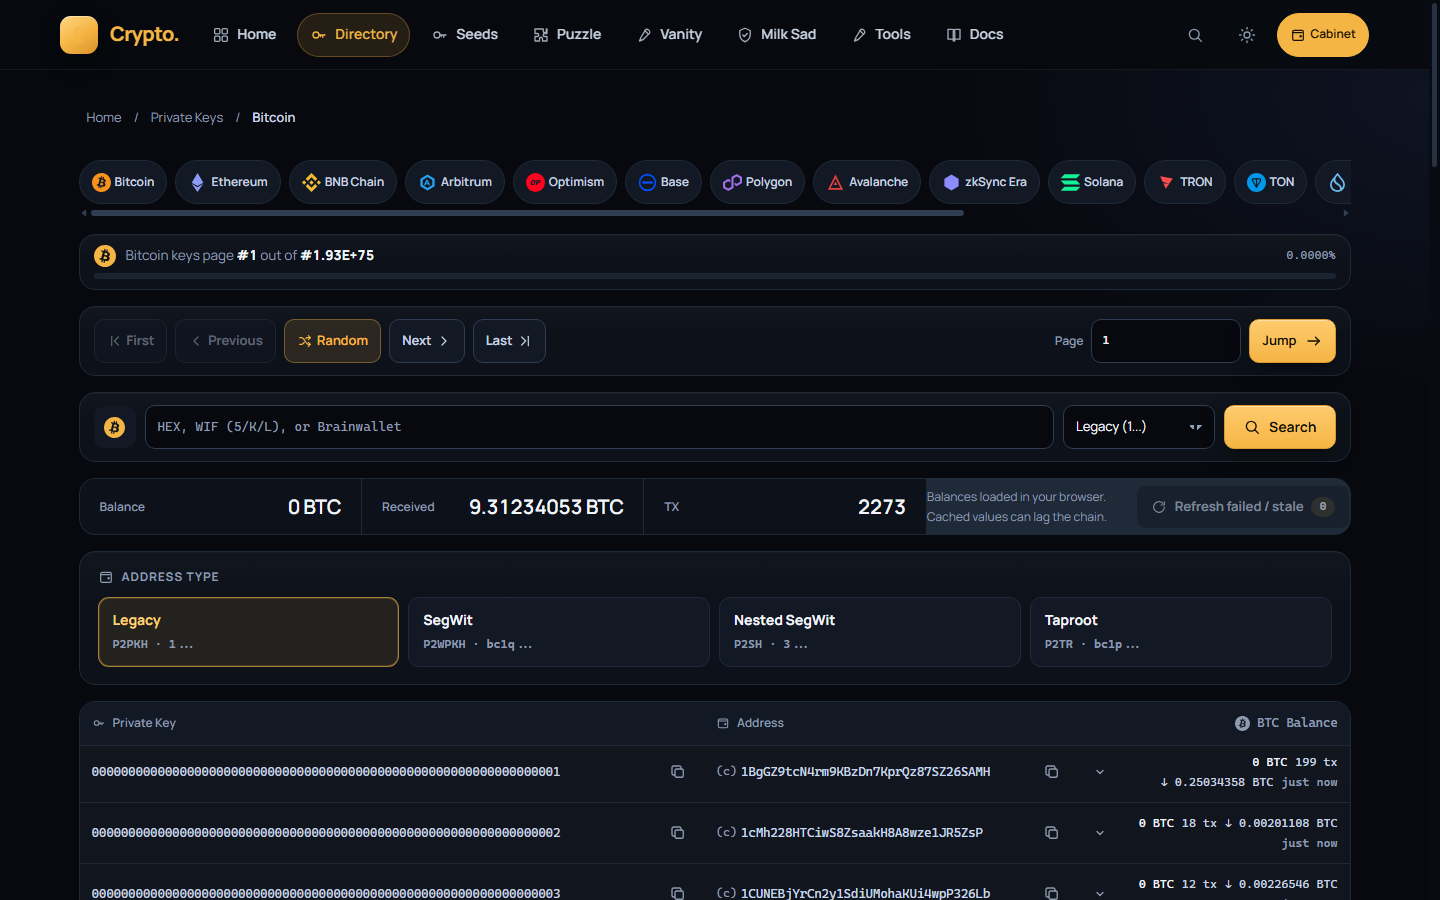 Crypto. Home Directory Seeds Puzzle Vanity Milk Sad Tools Docs Cabinet
Home / Private Keys / Bitcoin
Bitcoin Ethereum BNB Chain Arbitrum Optimism Base Polygon Avalanche zkSync Era Solana TRON TON
Bitcoin keys page #1 out of #1.93E+75 0.0000%
First Previous Random Next Last Page 1 Jump
HEX, WIF (5/K/L), or Brainwallet Legacy (1...) Search
Balance 0 BTC Received 9.31234053 BTC TX 2273 Balances loaded in your browser. Cached values can lag the chain. Refresh failed / stale 0
ADDRESS TYPE
Legacy SegWit Nested SegWit Taproot
P2PKH · 1... P2WPKH · bc1q... P2SH · 3... P2TR · bc1p...
Private Key Address BTC Balance
0000000000000000000000000000000000000000000000000000000000000001 (c) 1BgGZ9tcN4rm9KBzDn7KprQz87SZ26SAMH 0 BTC 199 tx
↓ 0.25034358 BTC just now
0000000000000000000000000000000000000000000000000000000000000002 (c) 1cMh228HTCiwS8ZsaakH8A8wze1JR5ZsP 0 BTC 18 tx ↓ 0.00201108 BTC
just now
0000000000000000000000000000000000000000000000000000000000000003 (c) 1CUNEBjYrCn2y1SdiUMohaKUi4wpP326Lb 0 BTC 12 tx ↓ 0.00226546 BTC